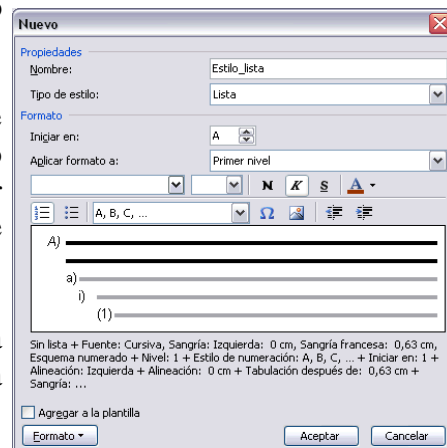 Nuevo
Propiedades
Nombre: Estilo_lista
Tipo de estilo: Lista
Formato
Iniciar en: A
Aplicar formato a: Primer nivel
N K S A
A, B, C, ... Ω
A)
a)
i)
(1)
Sin lista + Fuente: Cursiva, Sangría: Izquierda: 0 cm, Sangría francesa: 0,63 cm,
Esquema numerado + Nivel: 1 + Estilo de numeración: A, B, C, ... + Iniciar en: 1 +
Alineación: Izquierda + Alineación: 0 cm + Tabulación después de: 0,63 cm +
Sangría: ...
Agregar a la plantilla
Formato Aceptar Cancelar